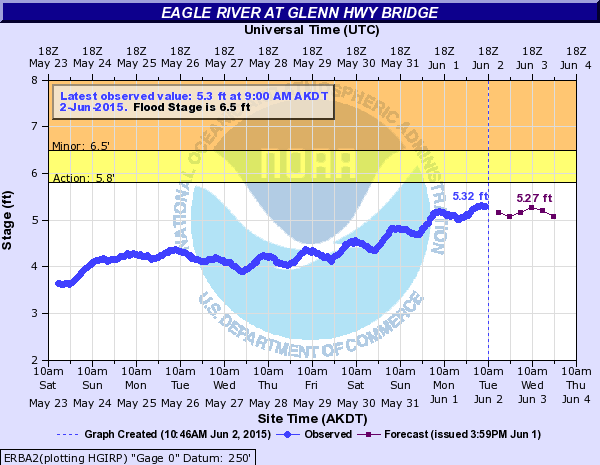 EAGLE RIVER AT GLENN HWY BRIDGE
Universal Time (UTC)
18Z 18Z 18Z 18Z 18Z 18Z 18Z 18Z 18Z 18Z 18Z 18Z 18Z
May 23 May 24 May 25 May 26 May 27 May 28 May 29 May 30 May 31 Jun 1 Jun 2 Jun 3 Jun 4
8
Latest observed value: 5.3 ft at 9:00 AM AKDT
2-Jun-2015. Flood Stage is 6.5 ft
7
Minor: 6.5'
6
Action: 5.8'
5.32 ft
5.27 ft
5
4
3
2
Stage (ft)
NATIONAL OCEANIC AND ATMOSPHERIC ADMINISTRATION
NOAA
U.S. DEPARTMENT OF COMMERCE
10am 10am 10am 10am 10am 10am 10am 10am 10am 10am 10am 10am 10am
Sat Sun Mon Tue Wed Thu Fri Sat Sun Mon Tue Wed Thu
May 23 May 24 May 25 May 26 May 27 May 28 May 29 May 30 May 31 Jun 1 Jun 2 Jun 3 Jun 4
Site Time (AKDT)
Graph Created (10:46AM Jun 2, 2015) Observed Forecast (issued 3:59PM Jun 1)
ERBA2(plotting HGIRP) "Gage 0" Datum: 250'